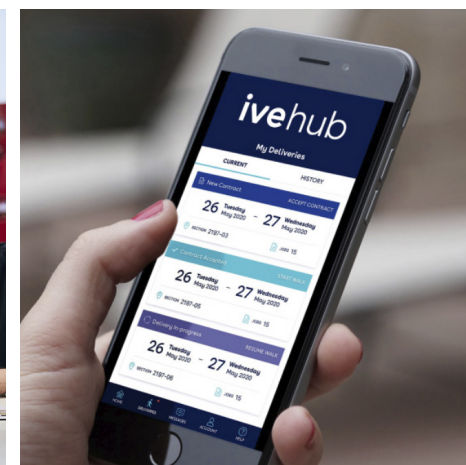 ivehub
My Deliveries
CURRENT HISTORY
New Contract ACCEPT CONTRACT
26 Tuesday May 2020 - 27 Wednesday May 2020
SECTION 2197-03 JOBS 15
Contract Accepted START WALK
26 Tuesday May 2020 - 27 Wednesday May 2020
SECTION 2197-05 JOBS 15
Delivery In progress RESUME WALK
26 Tuesday May 2020 - 27 Wednesday May 2020
SECTION 2197-06 JOBS 15
HOME DELIVERIES MESSAGES ACCOUNT HELP